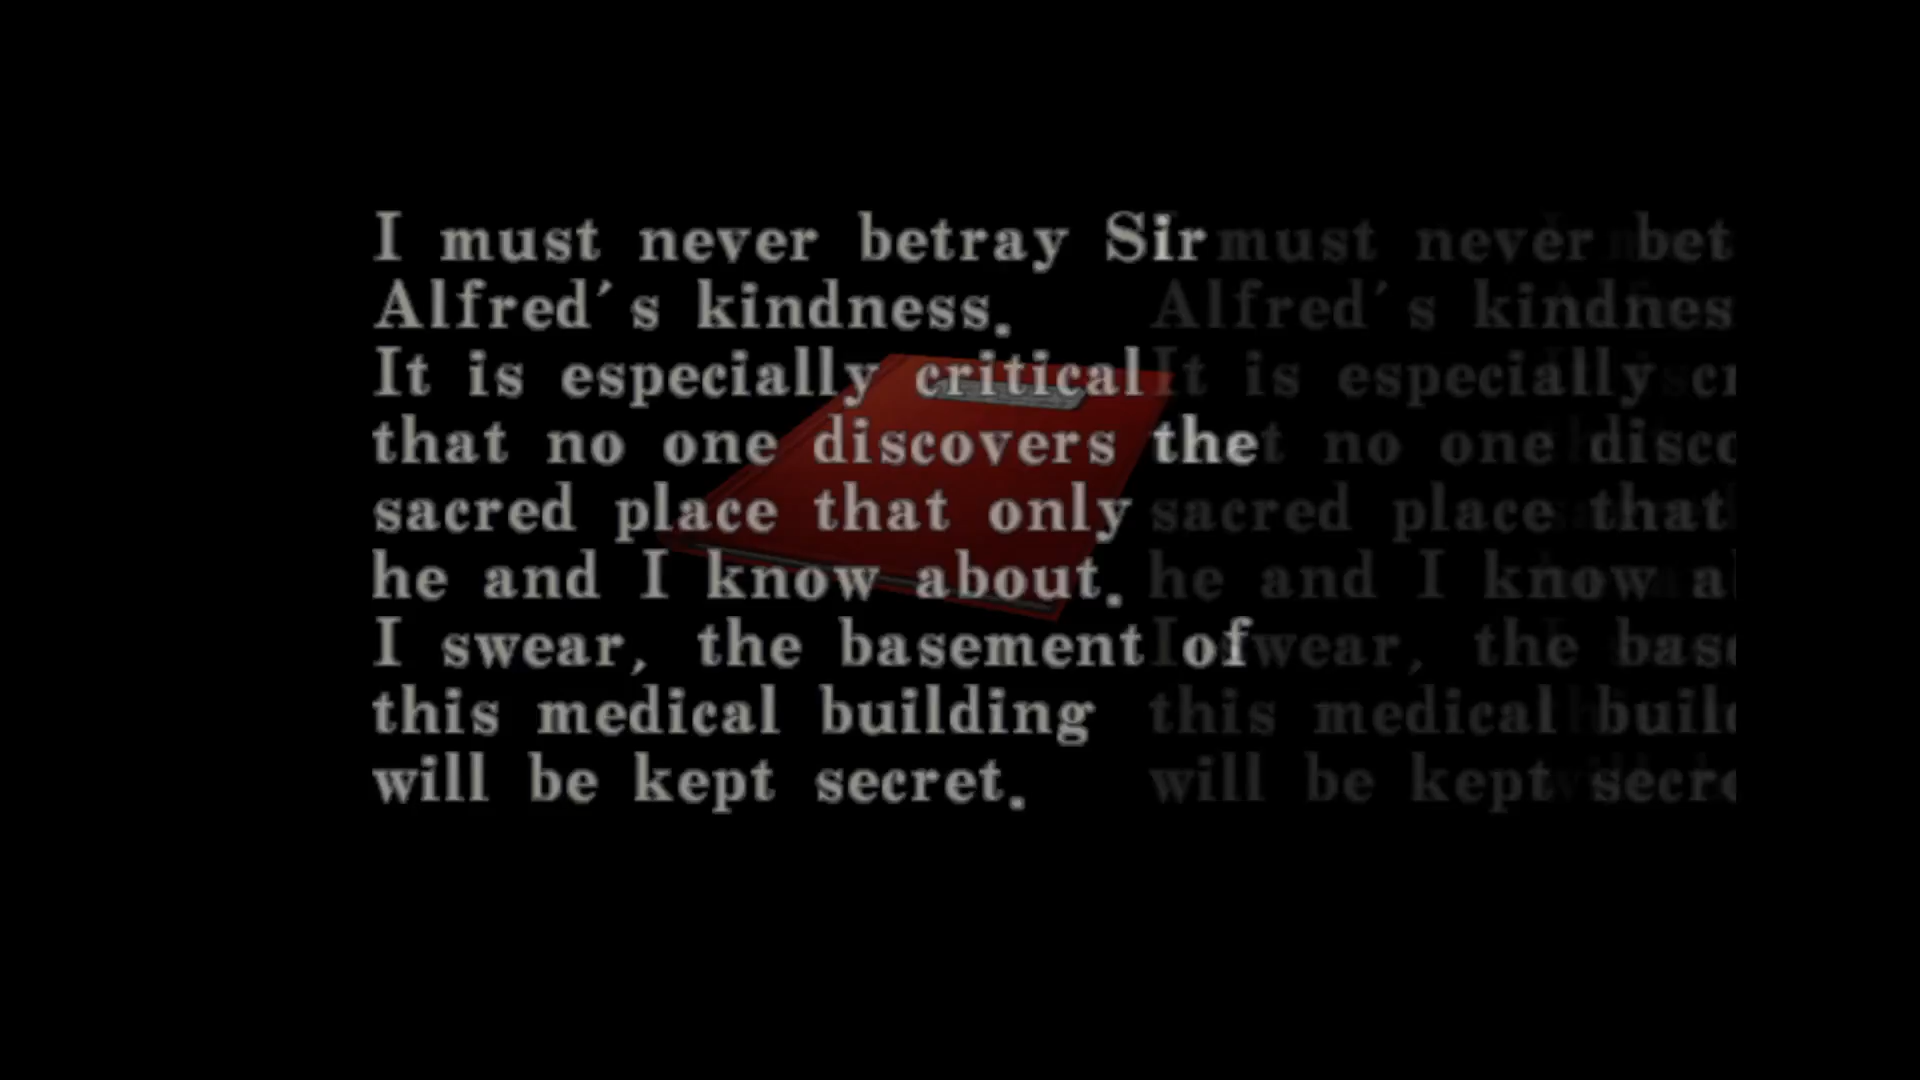 I must never betray Sir
Alfred's kindness.
It is especially critical
that no one discovers the
sacred place that only
he and I know about.
I swear, the basement of
this medical building
will be kept secret.